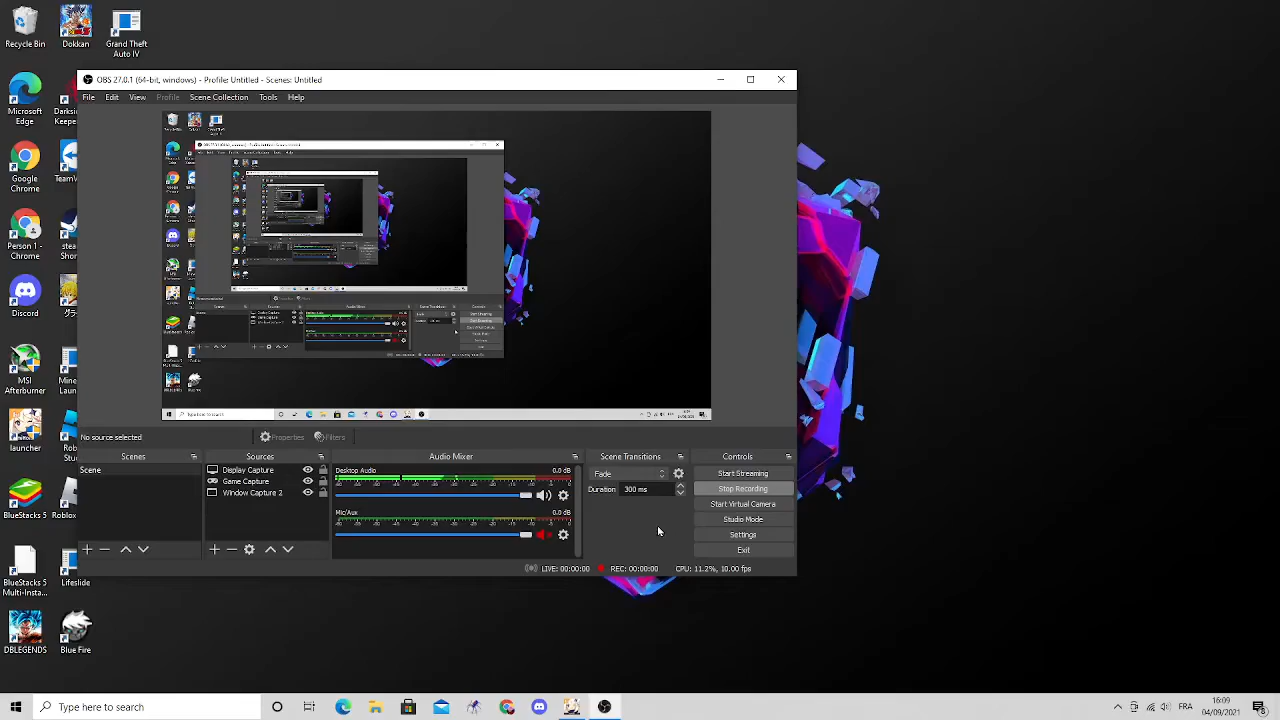 Recycle Bin
Dokkan
Grand Theft
Auto IV
OBS 27.0.1 (64-bit, windows) - Profile: Untitled - Scenes: Untitled
File Edit View Profile Scene Collection Tools Help
Microsoft
Edge
Google
Chrome
Person 1 -
Discord
MSI
Afterburner
launcher
BlueStacks 5
BlueStacks 5
Multi-Insta...
Lifeslide
DBLEGENDS
Blue Fire
No source selected
Properties
Filters
Scenes
Sources
Audio Mixer
Scene Transitions
Controls
Scene
Display Capture
Game Capture
Window Capture 2
Desktop Audio
0.0 dB
Mic/Aux
0.0 dB
Fade
Duration 300 ms
Start Streaming
Stop Recording
Start Virtual Camera
Studio Mode
Settings
Exit
LIVE: 00:00:00
REC: 00:00:00
CPU: 11.2%, 10.00 fps
Type here to search
FRA
16:09
04/09/2021